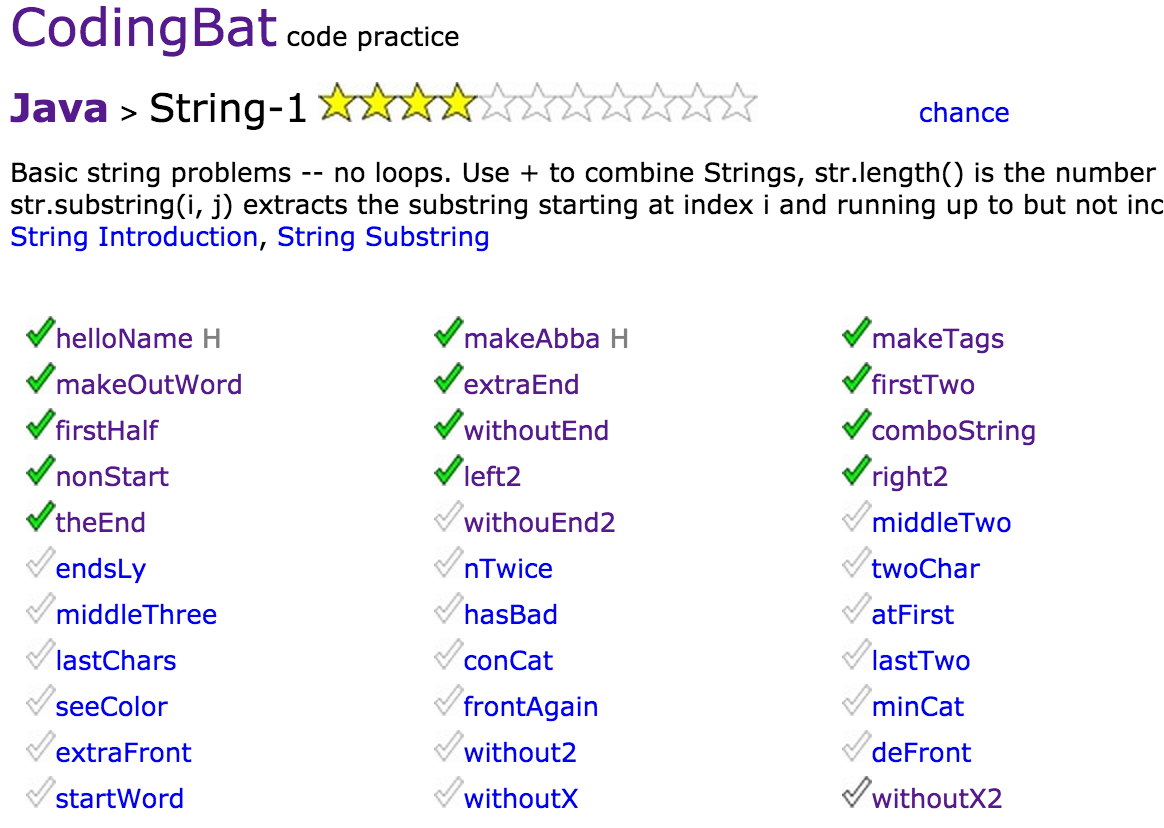 CodingBat code practice
Java > String-1 chance
Basic string problems -- no loops. Use + to combine Strings, str.length() is the number
str.substring(i, j) extracts the substring starting at index i and running up to but not inc
String Introduction, String Substring
helloName H makeAbba H makeTags
makeOutWord extraEnd firstTwo
firstHalf withoutEnd comboString
nonStart left2 right2
theEnd withouEnd2 middleTwo
endsLy nTwice twoChar
middleThree hasBad atFirst
lastChars conCat lastTwo
seeColor frontAgain minCat
extraFront without2 deFront
startWord withoutX withoutX2